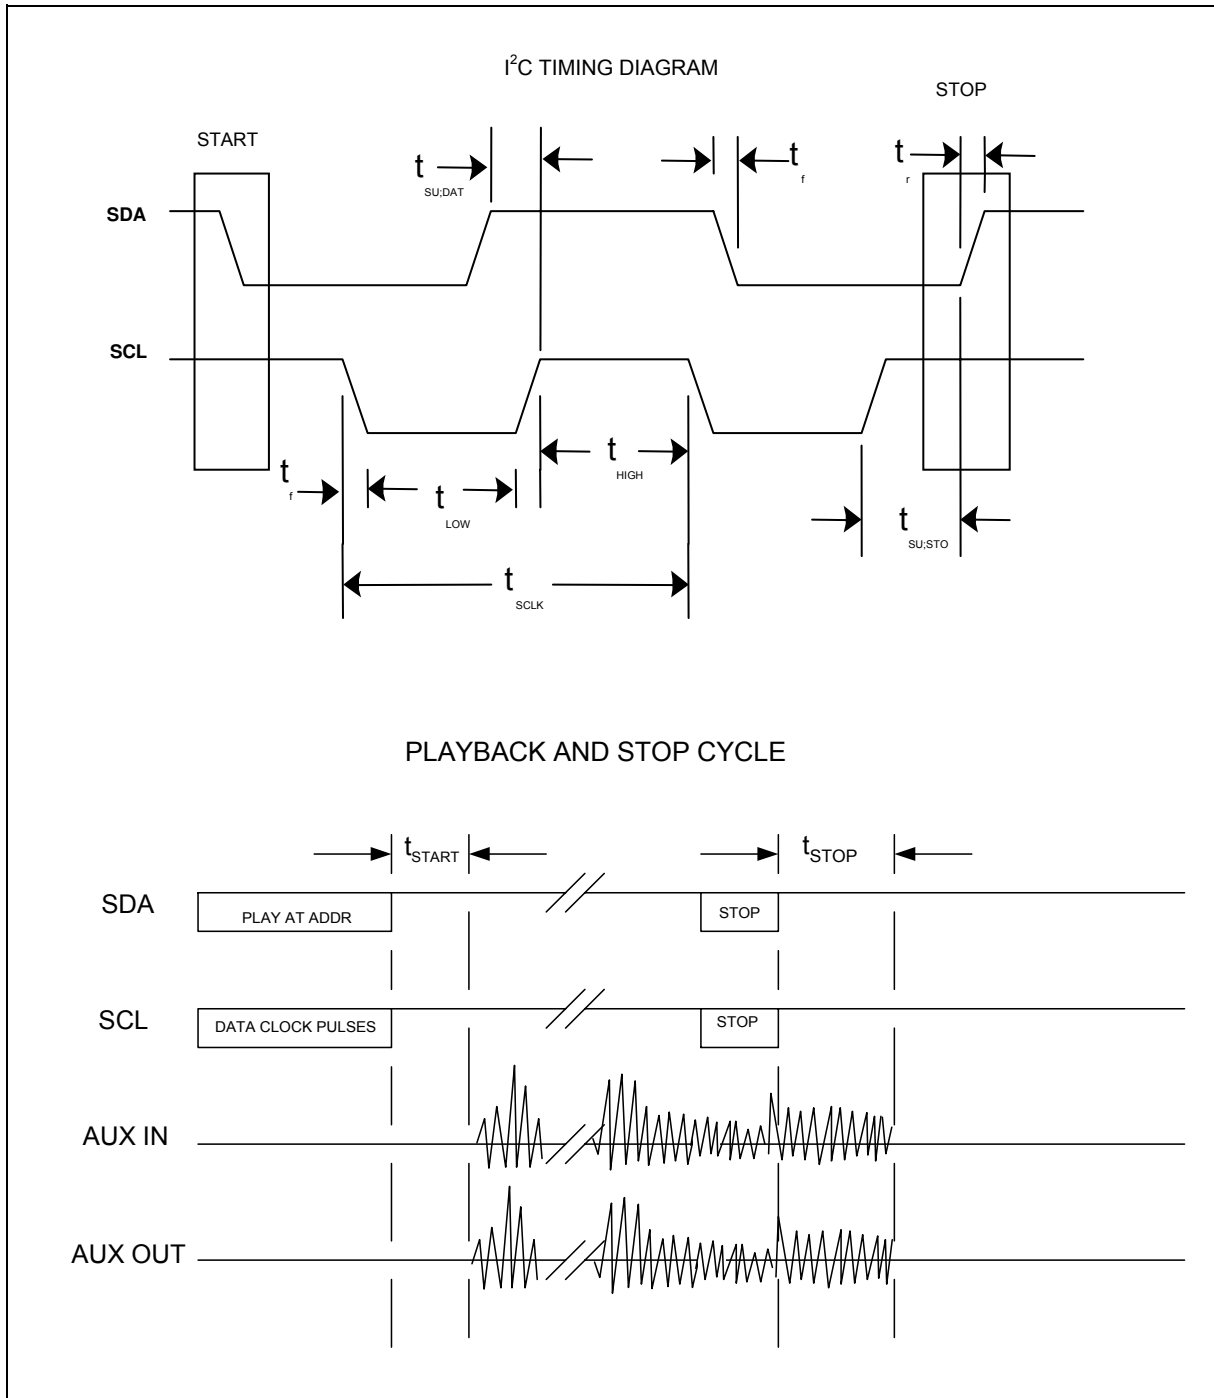 I²C TIMING DIAGRAM
START
STOP
t SU;DAT
t f
t r
SDA
SCL
t f
t LOW
t HIGH
t SU;STO
t SCLK
PLAYBACK AND STOP CYCLE
tSTART
tSTOP
SDA
PLAY AT ADDR
STOP
SCL
DATA CLOCK PULSES
STOP
AUX IN
AUX OUT